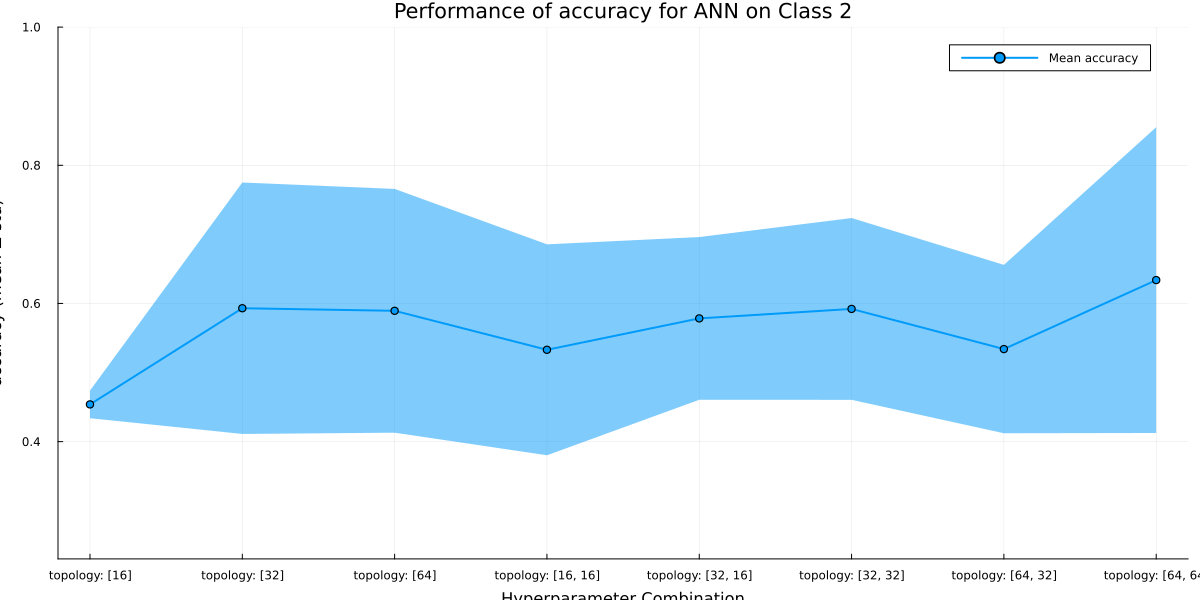 Performance of accuracy for ANN on Class 2
Mean accuracy
1.0
0.8
0.6
0.4
topology: [16]
topology: [32]
topology: [64]
topology: [16, 16]
topology: [32, 16]
topology: [32, 32]
topology: [64, 32]
topology: [64, 64
Hyperparameter Combination